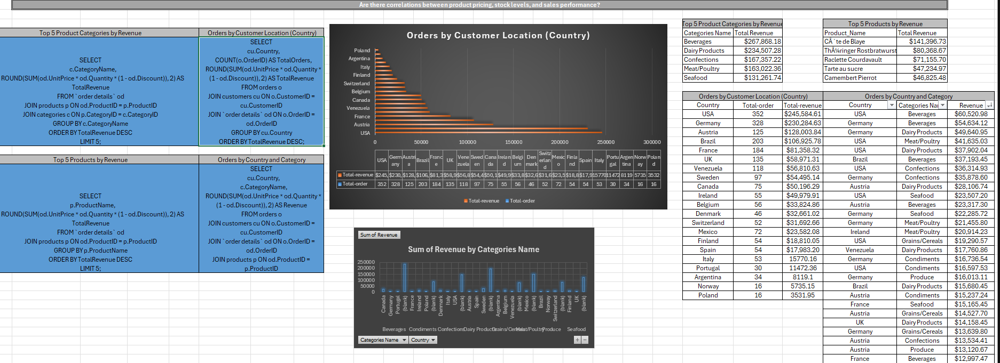 Are there correlations between product pricing, stock levels, and sales performance?
Top 5 Product Categories by Revenue
SELECT
c.CategoryName,
ROUND(SUM(od.UnitPrice * od.Quantity * (1 - od.Discount)), 2) AS
TotalRevenue
FROM `order details` od
JOIN products p ON od.ProductID = p.ProductID
JOIN categories c ON p.CategoryID = c.CategoryID
GROUP BY c.CategoryName
ORDER BY TotalRevenue DESC
LIMIT 5;
Orders by Customer Location (Country)
SELECT
cu.Country,
COUNT(o.OrderID) AS TotalOrders,
ROUND(SUM(od.UnitPrice * od.Quantity *
(1 - od.Discount)), 2) AS TotalRevenue
FROM orders o
JOIN customers cu ON o.CustomerID =
cu.CustomerID
JOIN `order details` od ON o.OrderID =
od.OrderID
GROUP BY cu.Country
ORDER BY TotalRevenue DESC;
Top 5 Products by Revenue
SELECT
p.ProductName,
ROUND(SUM(od.UnitPrice * od.Quantity * (1 - od.Discount)), 2) AS
TotalRevenue
FROM `order details` od
JOIN products p ON od.ProductID = p.ProductID
GROUP BY p.ProductName
ORDER BY TotalRevenue DESC
LIMIT 5;
Orders by Country and Category
SELECT
cu.Country,
c.CategoryName,
ROUND(SUM(od.UnitPrice * od.Quantity *
(1 - od.Discount)), 2) AS Revenue
FROM orders o
JOIN customers cu ON o.CustomerID =
cu.CustomerID
JOIN `order details` od ON o.OrderID =
od.OrderID
JOIN products p ON od.ProductID =
p.ProductID
Orders by Customer Location (Country)
Poland
Argentina
Italy
Finland
Switzerland
Belgium
Canada
Venezuela
France
Austria
USA
0 50000 100000 150000 200000 250000 300000
USA Germany Austria Brazil France UK Venezuela Sweden Canada Ireland Belgium Denmark Switzerland Mexico Finland Spain Italy Portugal Argentina Norway Poland
Total-revenue $245, $230, $128, $106, $81,3 $58,9 $56,8 $54,4 $50,1 $49,9 $33,8 $32,6 $31,6 $23,5 $18,8 $17,9 15770 11472 8119 5735 3532
Total-order 352 328 125 203 184 135 118 97 75 55 56 46 52 72 54 54 53 30 34 16 16
Total-revenue Total-order
Sum of Revenue
Sum of Revenue by Categories Name
250000
200000
150000
100000
50000
0
Canada Germany Portugal (blank) France Ireland Poland (blank) Denmark Italy USA (blank) Austria Spain Sweden (blank) Argentina Belgium Venezuela (blank) Mexico (blank) Brazil Norway Switzerland (blank) Finland UK (blank)
Beverages Condiments Confections Dairy Products Grains/Cereals Meat/Poultry Produce Seafood
Categories Name Country + −
Top 5 Product Categories by Revenue
Categories Name Total Revenue
Beverages $267,868.18
Dairy Products $234,507.28
Confections $167,357.22
Meat/Poultry $163,022.36
Seafood $131,261.74
Top 5 Products by Revenue
Product_Name Total Revenue
CÃ´te de Blaye $141,396.73
ThÃ¼ringer Rostbratwurst $80,368.67
Raclette Courdavault $71,155.70
Tarte au sucre $47,234.97
Camembert Pierrot $46,825.48
Orders by Customer Location (Country)
Country Total-order Total-revenue
USA 352 $245,584.61
Germany 328 $230,284.63
Austria 125 $128,003.84
Brazil 203 $106,925.78
France 184 $81,358.32
UK 135 $58,971.31
Venezuela 118 $56,810.63
Sweden 97 $54,495.14
Canada 75 $50,196.29
Ireland 55 $49,979.91
Belgium 56 $33,824.86
Denmark 46 $32,661.02
Switzerland 52 $31,692.66
Mexico 72 $23,582.08
Finland 54 $18,810.05
Spain 54 $17,983.20
Italy 53 15770.16
Portugal 30 11472.36
Argentina 34 8119.1
Norway 16 5735.15
Poland 16 3531.95
Orders by Country and Category
Country Categories Nar Revenue
USA Beverages $60,520.98
Germany Beverages $54,634.12
Germany Dairy Products $49,640.95
USA Meat/Poultry $41,635.03
USA Dairy Products $37,902.04
Brazil Beverages $37,193.45
USA Confections $36,314.93
Germany Confections $35,878.60
Austria Dairy Products $28,106.74
USA Seafood $23,507.20
Austria Beverages $23,317.30
Germany Seafood $22,285.72
Germany Meat/Poultry $21,455.80
Ireland Meat/Poultry $20,914.23
USA Grains/Cereals $19,290.57
Venezuela Dairy Products $17,760.86
Germany Condiments $16,736.54
USA Condiments $16,597.53
Germany Produce $16,013.11
Brazil Dairy Products $15,680.45
Austria Condiments $15,237.24
France Seafood $15,165.45
Austria Grains/Cereals $14,527.70
UK Dairy Products $14,158.45
Germany Grains/Cereals $13,639.80
Austria Confections $13,534.41
Austria Produce $13,120.67
France Beverages $12,997.47